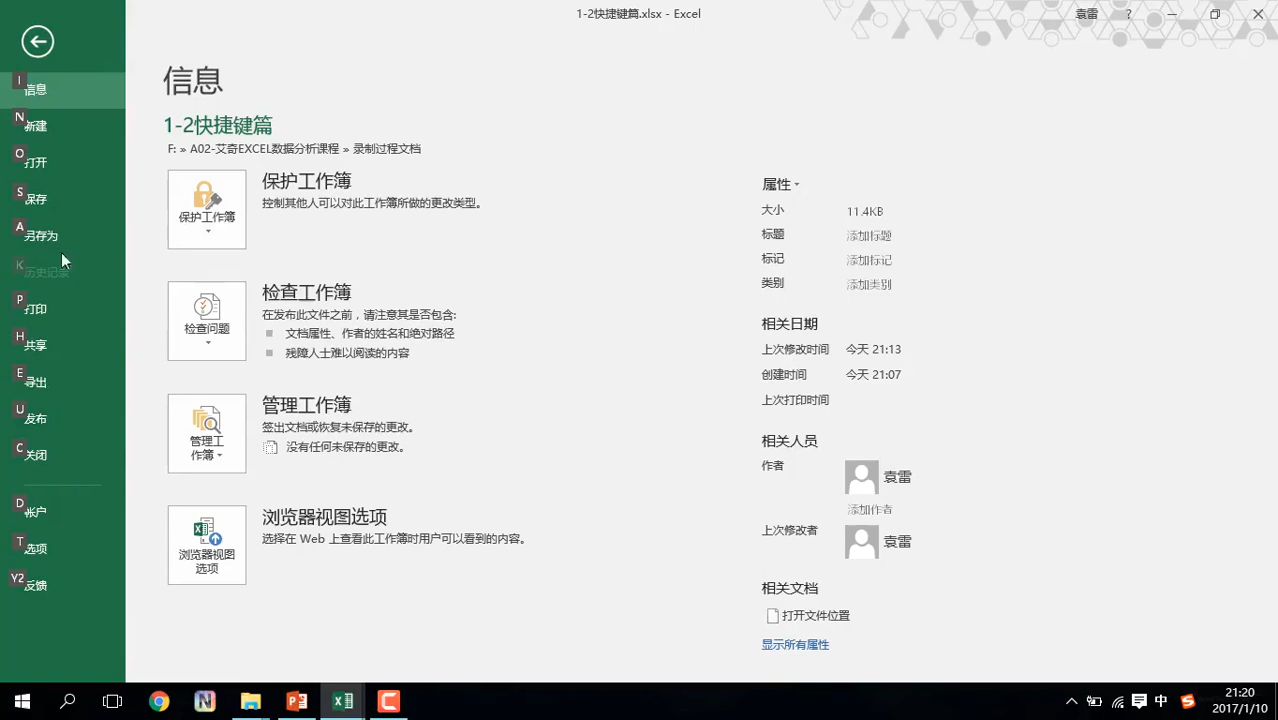 1-2快捷键篇.xlsx - Excel
袁雷
?
I
信息
N
新建
O
打开
S
保存
A
另存为
K
历史记录
P
打印
H
共享
E
导出
U
发布
C
关闭
D
帐户
T
选项
Y2
反馈
信息
1-2快捷键篇
F: » A02-艾奇EXCEL数据分析课程 » 录制过程文档
保护工作簿
保护工作簿
控制其他人可以对此工作簿所做的更改类型。
检查问题
检查工作簿
在发布此文件之前，请注意其是否包含:
文档属性、作者的姓名和绝对路径
残障人士难以阅读的内容
管理工
作簿
管理工作簿
签出文档或恢复未保存的更改。
没有任何未保存的更改。
浏览器视图
选项
浏览器视图选项
选择在 Web 上查看此工作簿时用户可以看到的内容。
属性
大小 11.4KB
标题 添加标题
标记 添加标记
类别 添加类别
相关日期
上次修改时间 今天 21:13
创建时间 今天 21:07
上次打印时间
相关人员
作者 袁雷
添加作者
上次修改者 袁雷
相关文档
打开文件位置
显示所有属性
中
21:20
2017/1/10